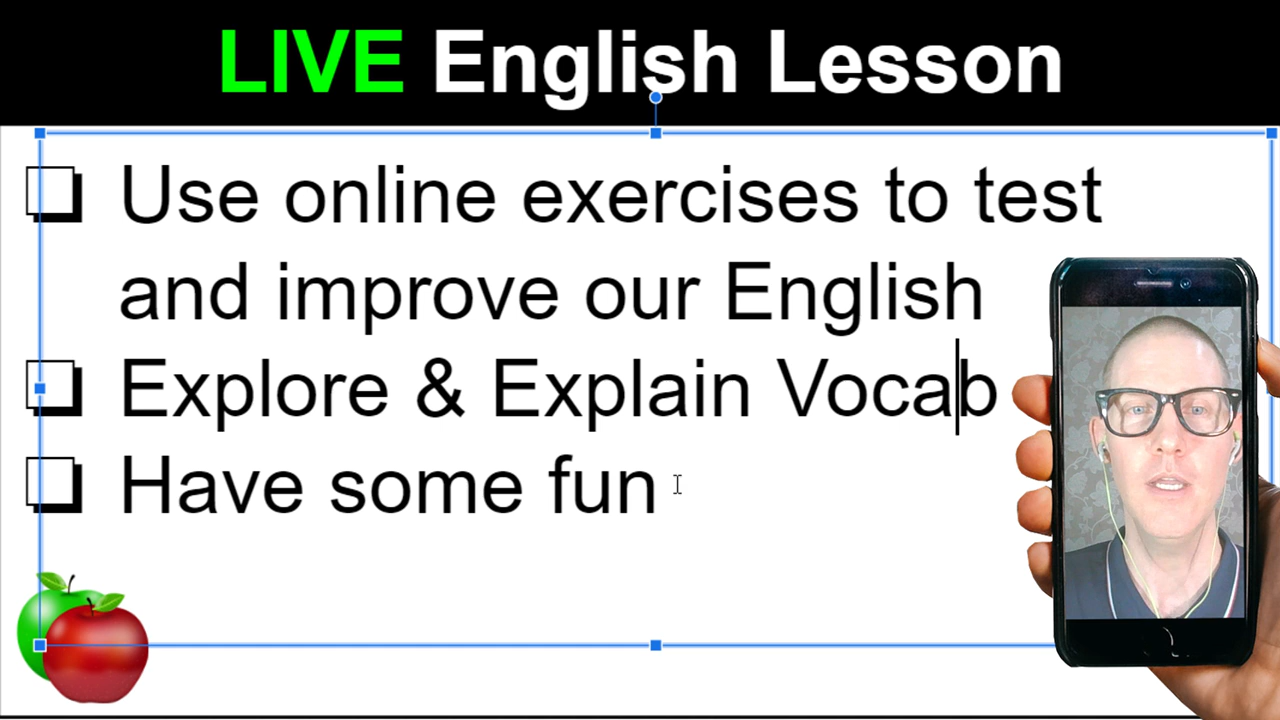 LIVE English Lesson
Use online exercises to test
and improve our English
Explore & Explain Vocab
Have some fun